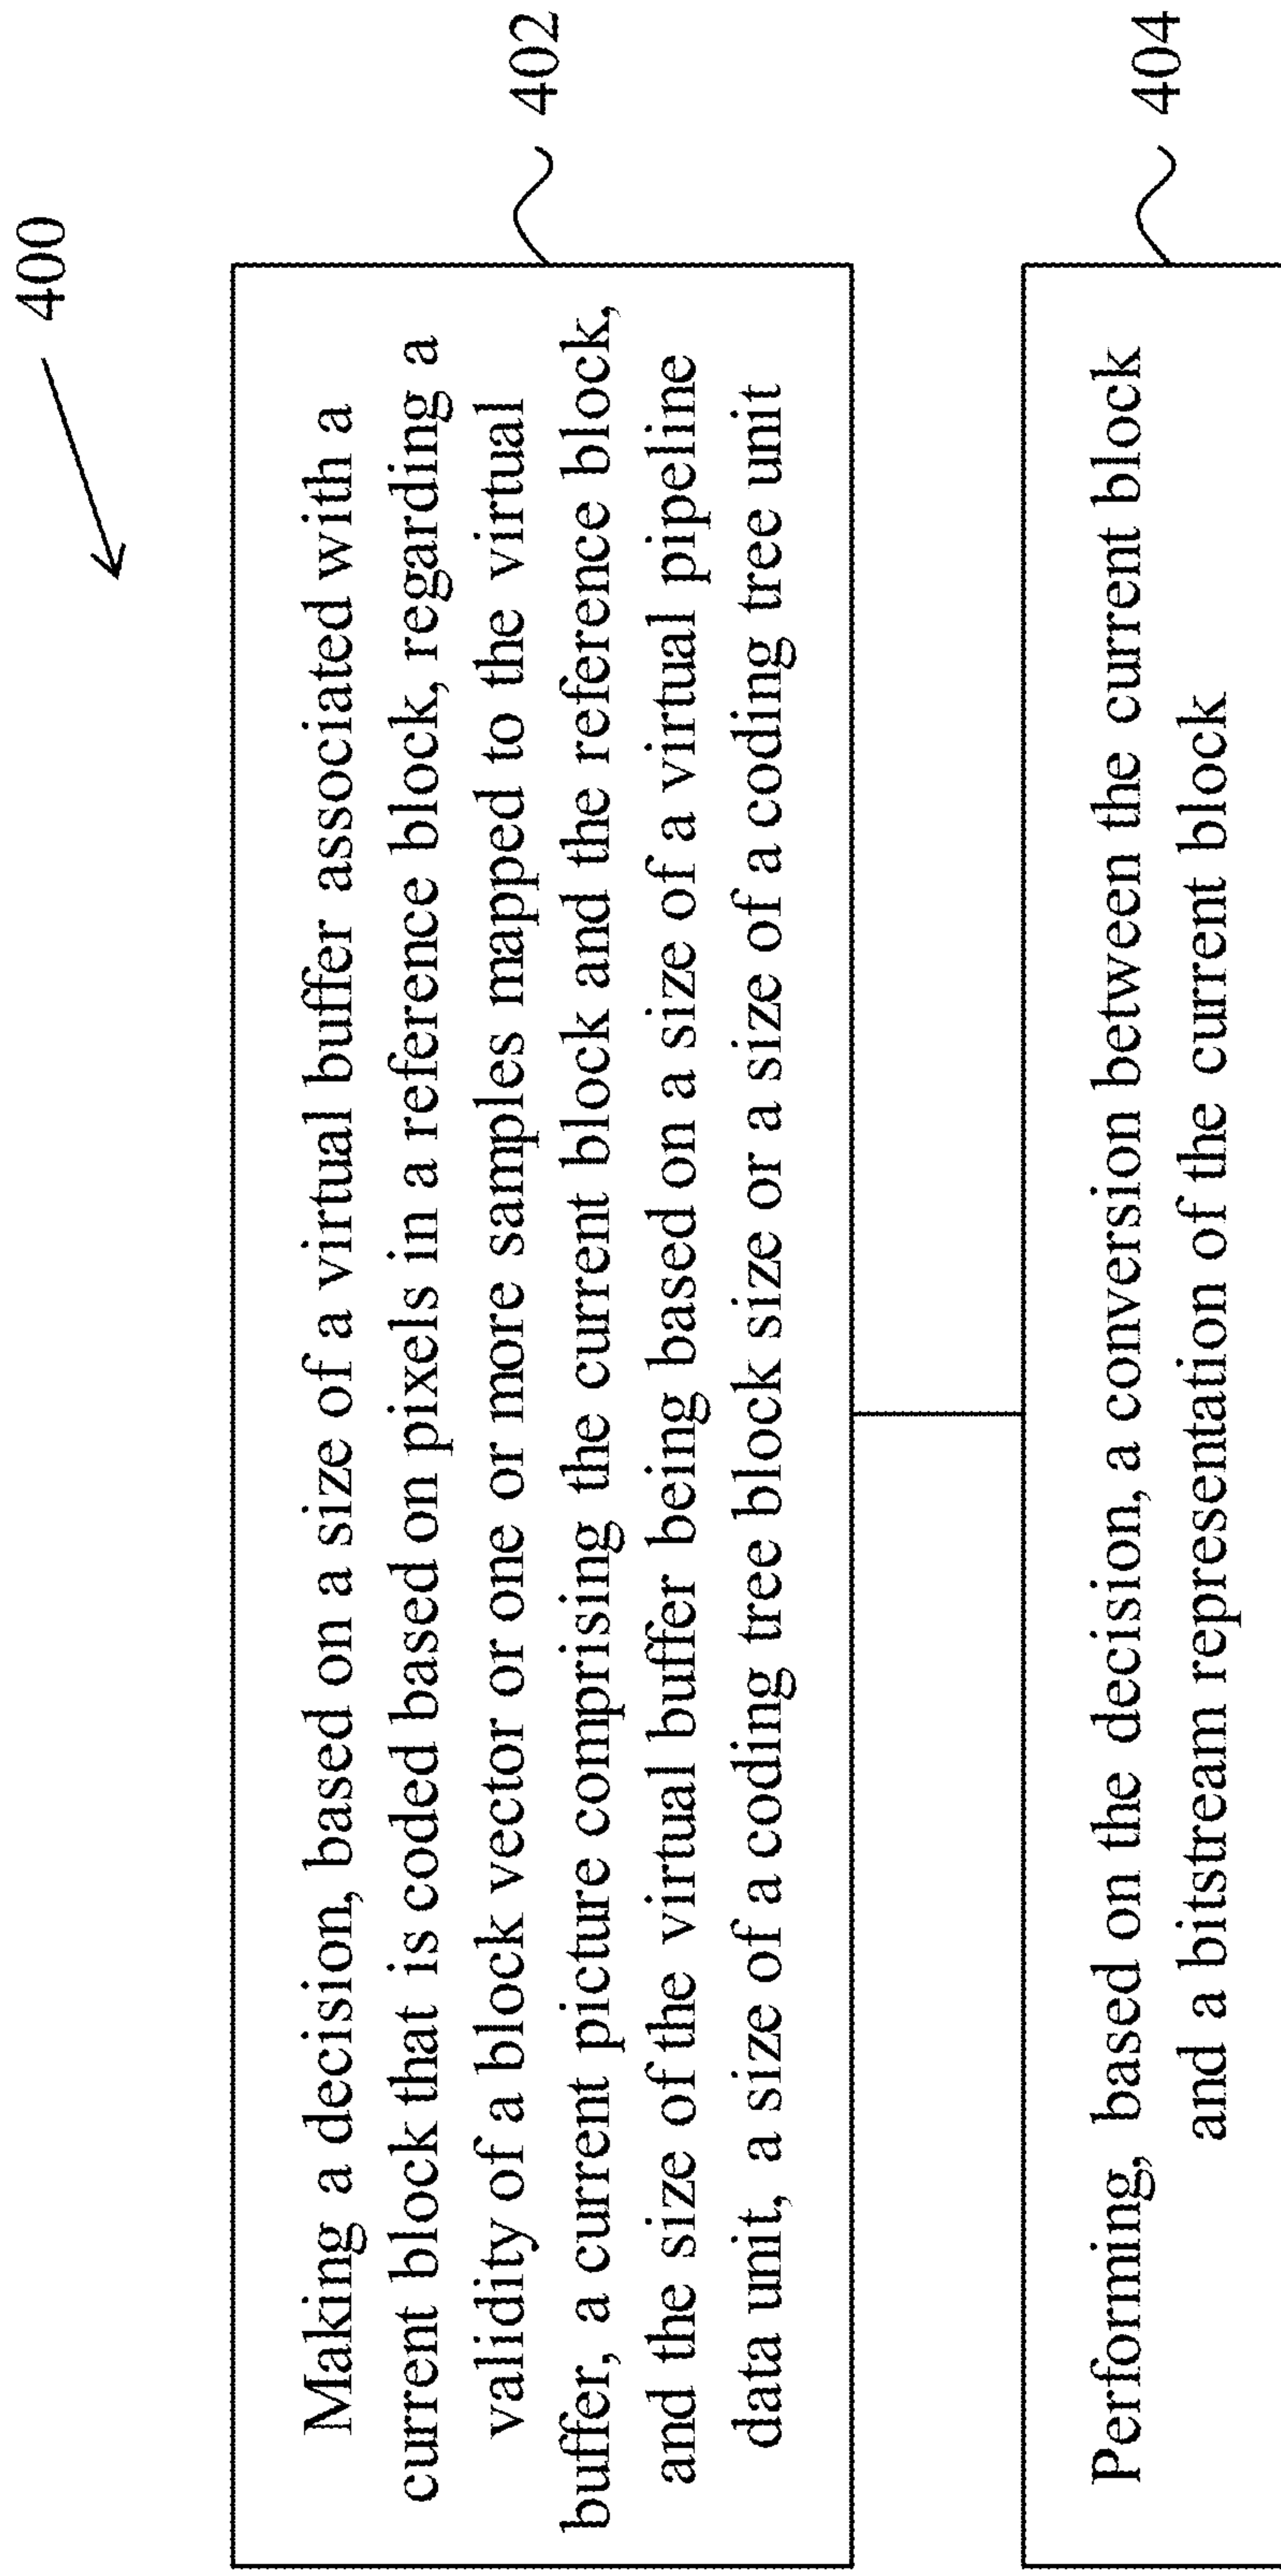 400
Making a decision, based on a size of a virtual buffer associated with a
current block that is coded based on pixels in a reference block, regarding a
validity of a block vector or one or more samples mapped to the virtual
buffer, a current picture comprising the current block and the reference block,
and the size of the virtual buffer being based on a size of a virtual pipeline
data unit, a size of a coding tree block size or a size of a coding tree unit
402
Performing, based on the decision, a conversion between the current block
and a bitstream representation of the current block
404